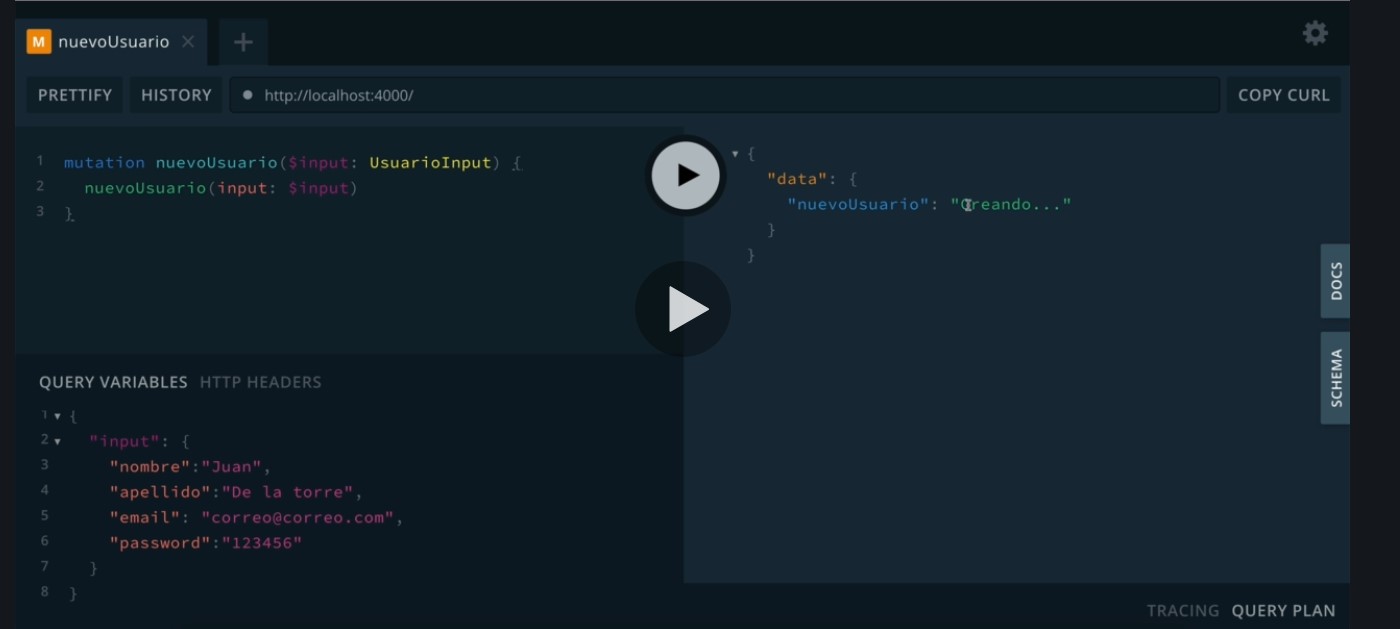 M nuevoUsuario
PRETTIFY HISTORY http://localhost:4000/ COPY CURL
1 mutation nuevoUsuario($input: UsuarioInput) {
2 nuevoUsuario(input: $input)
3 }
{
"data": {
"nuevoUsuario": "Creando..."
}
}
DOCS
SCHEMA
QUERY VARIABLES HTTP HEADERS
1 {
2 "input": {
3 "nombre":"Juan",
4 "apellido":"De la torre",
5 "email": "correo@correo.com",
6 "password":"123456"
7 }
8 }
TRACING QUERY PLAN